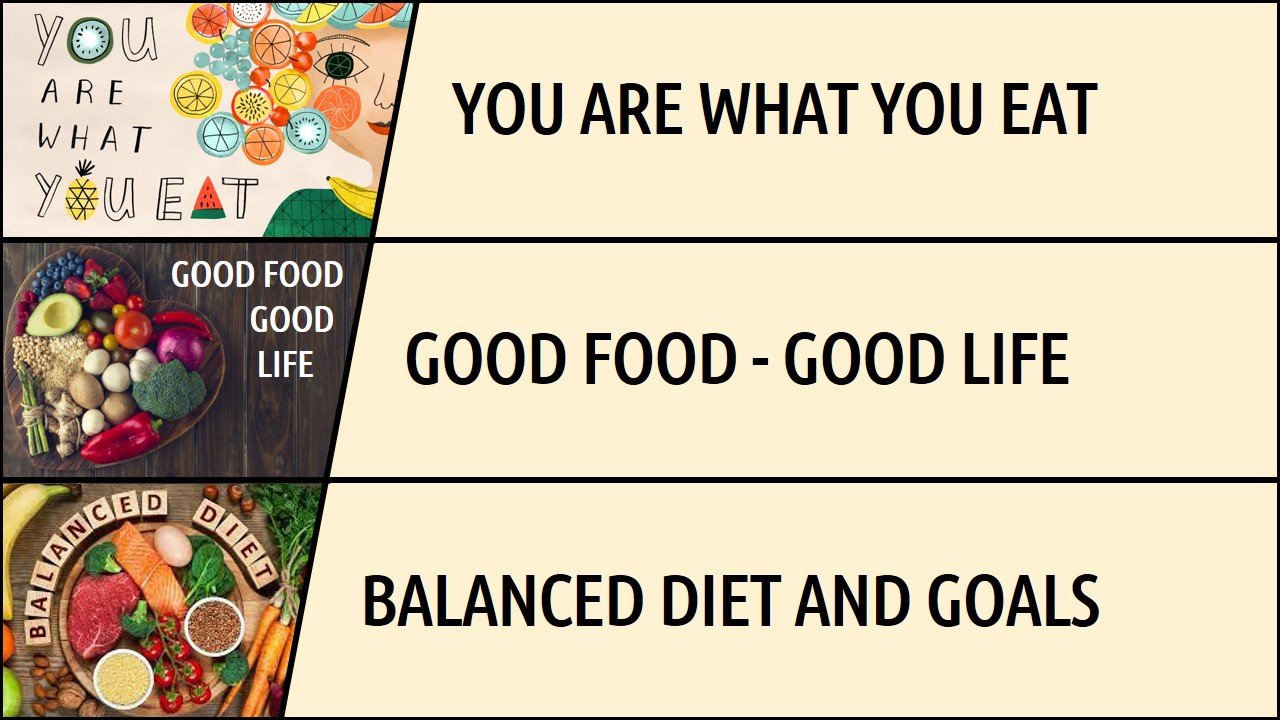 YOU
ARE
WHAT
YOU EAT
YOU ARE WHAT YOU EAT
GOOD FOOD
GOOD
LIFE
GOOD FOOD - GOOD LIFE
BALANCED DIET
BALANCED DIET AND GOALS